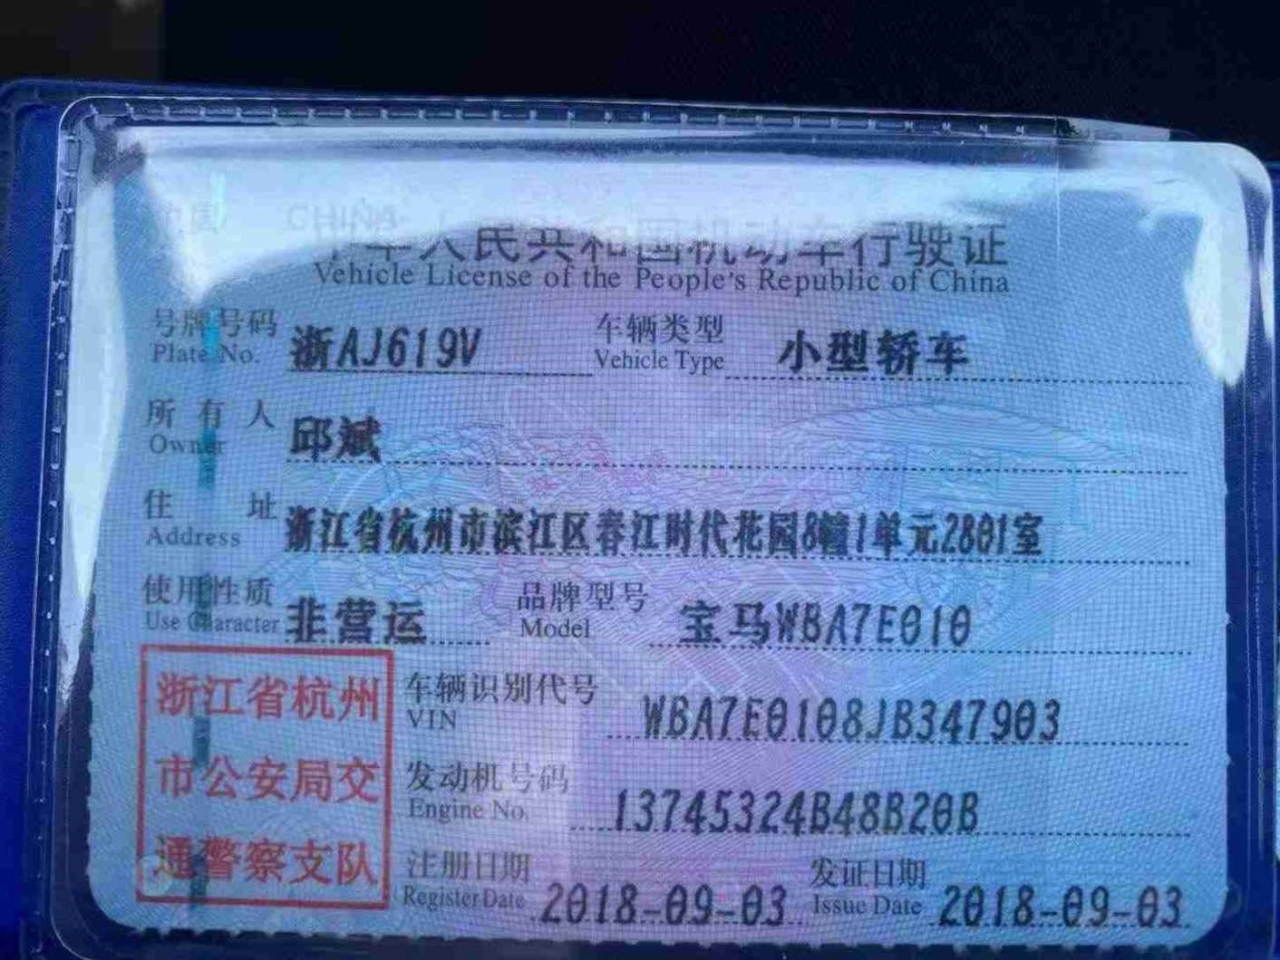 中国 CHINA
中华人民共和国机动车行驶证
Vehicle License of the People's Republic of China
号牌号码 浙AJ619V 车辆类型 小型轿车
Plate No. Vehicle Type
所有人 邱斌
Owner
住址 浙江省杭州市滨江区春江时代花园8幢1单元2801室
Address
使用性质 非营运 品牌型号 宝马WBA7E010
Use Character Model
浙江省杭州
市公安局交
通警察支队
车辆识别代号 WBA7E0108JB347903
VIN
发动机号码 13745324B48B20B
Engine No.
注册日期 2018-09-03 发证日期 2018-09-03
Register Date Issue Date